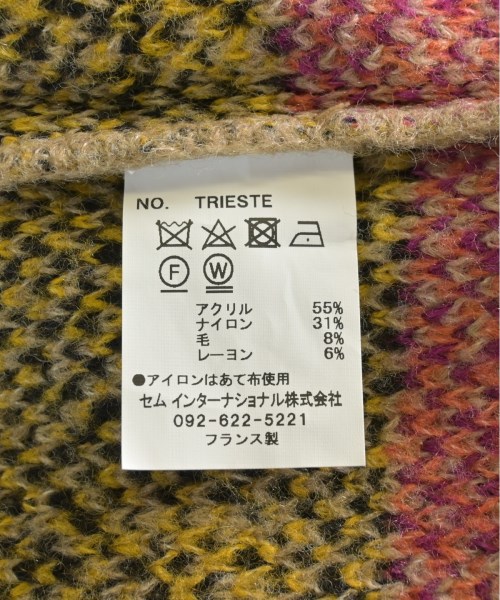 NO. TRIESTE
F W
アクリル 55%
ナイロン 31%
毛 8%
レーヨン 6%
●アイロンはあて布使用
セム インターナショナル株式会社
092-622-5221
フランス製